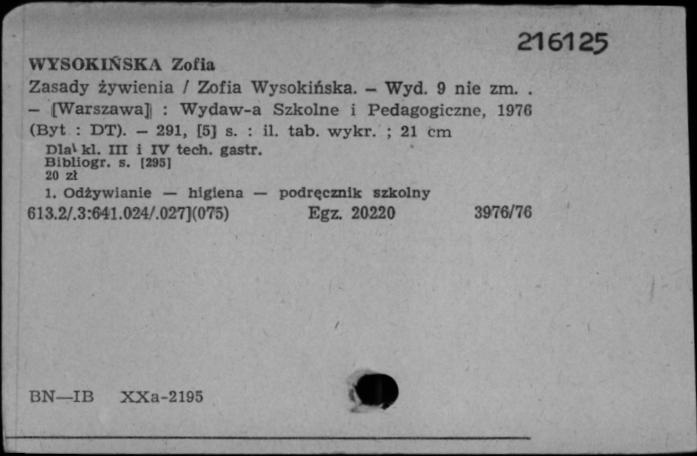 216125
WYSOKIŃSKA Zofia
Zasady żywienia / Zofia Wysokińska. – Wyd. 9 nie zm. .
– [Warszawa] : Wydaw-a Szkolne i Pedagogiczne, 1976
(Byt : DT). – 291, [5] s. : il. tab. wykr. ; 21 cm
Dla kl. III i IV tech. gastr.
Bibliogr. s. [295]
20 zł
1. Odżywianie — higiena — podręcznik szkolny
613.2/.3:641.024/.027](075) Egz. 20220 3976/76
BN—IB XXa-2195